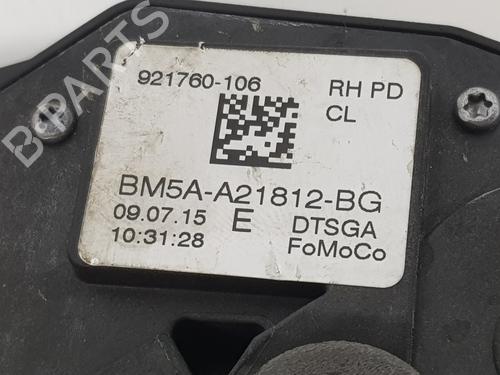 921760-106 RH PD
CL
BM5A-A21812-BG
09.07.15 E DTSGA
10:31:28 FoMoCo
B-PARTS